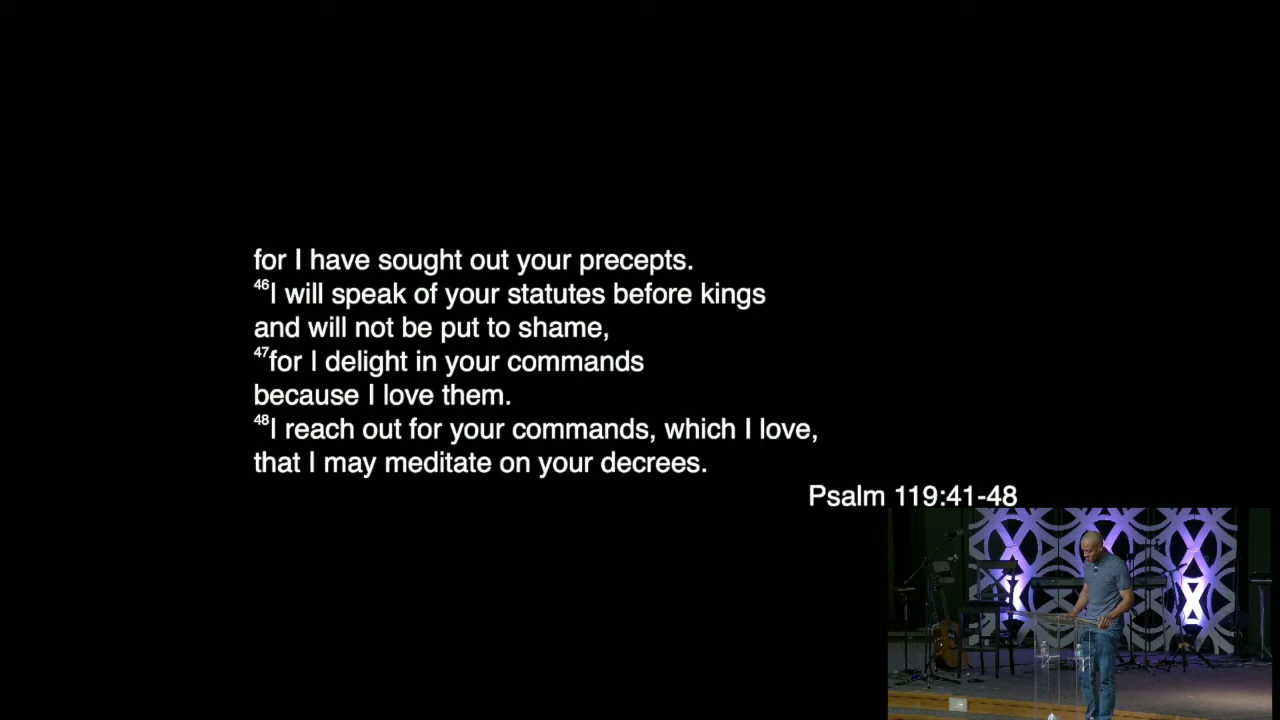 for I have sought out your precepts.
46I will speak of your statutes before kings
and will not be put to shame,
47for I delight in your commands
because I love them.
48I reach out for your commands, which I love,
that I may meditate on your decrees.
Psalm 119:41-48